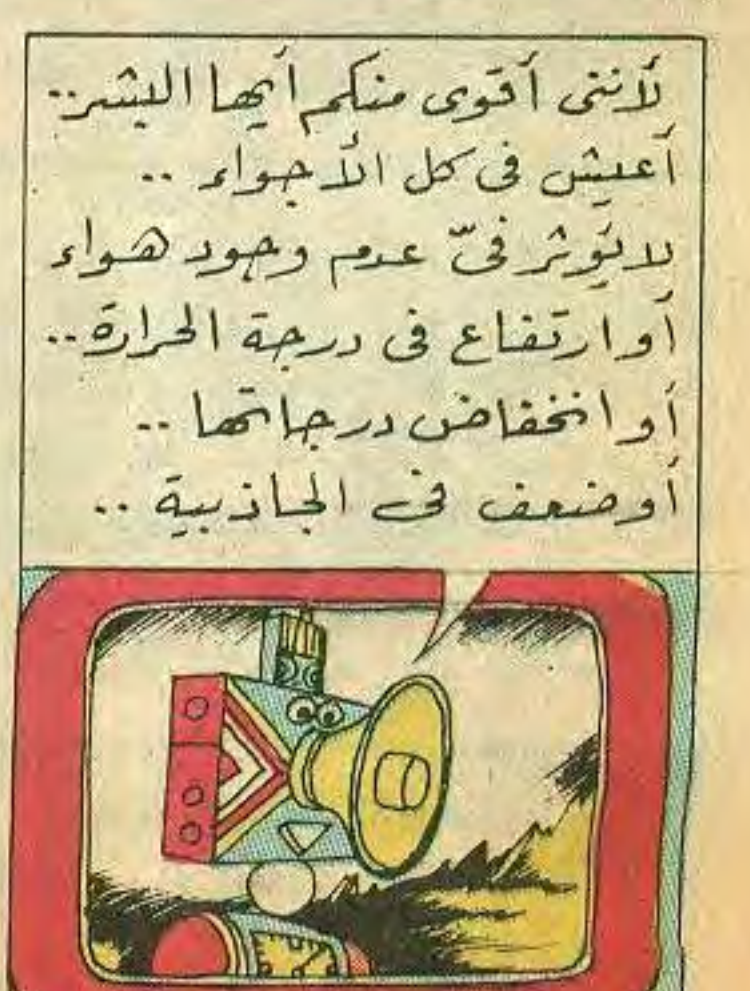 لأننى أقوى منكم أيها البشر..
أعيش فى كل الأجواء ..
لا يؤثر فىّ عدم وجود هواء
أو ارتفاع فى درجة الحرارة..
أو انخفاض درجاتها ..
أو ضعف فى الجاذبية ..